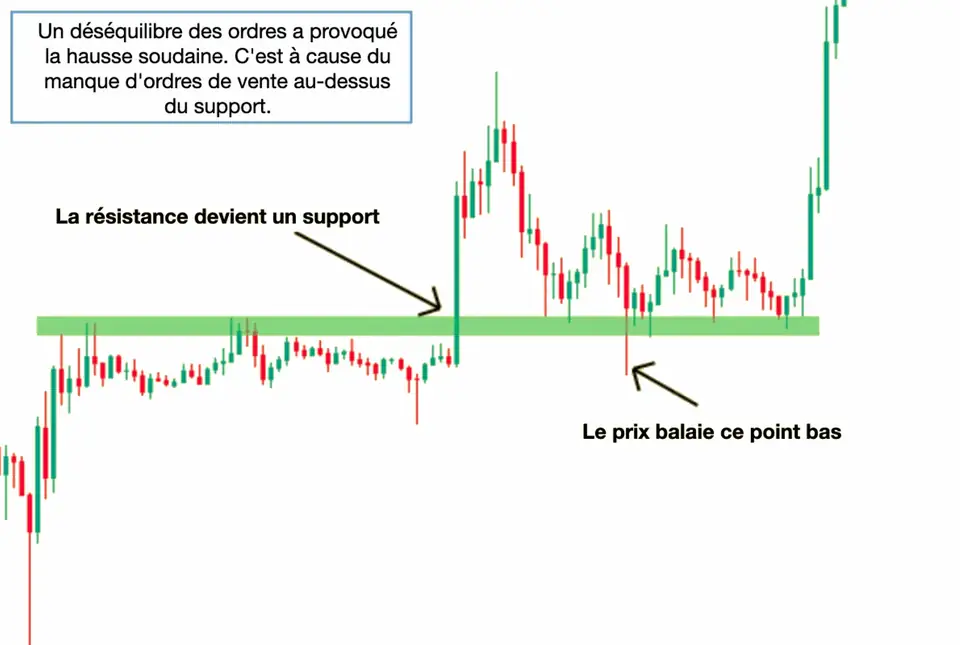 Un déséquilibre des ordres a provoqué
la hausse soudaine. C'est à cause du
manque d'ordres de vente au-dessus
du support.
La résistance devient un support
Le prix balaie ce point bas